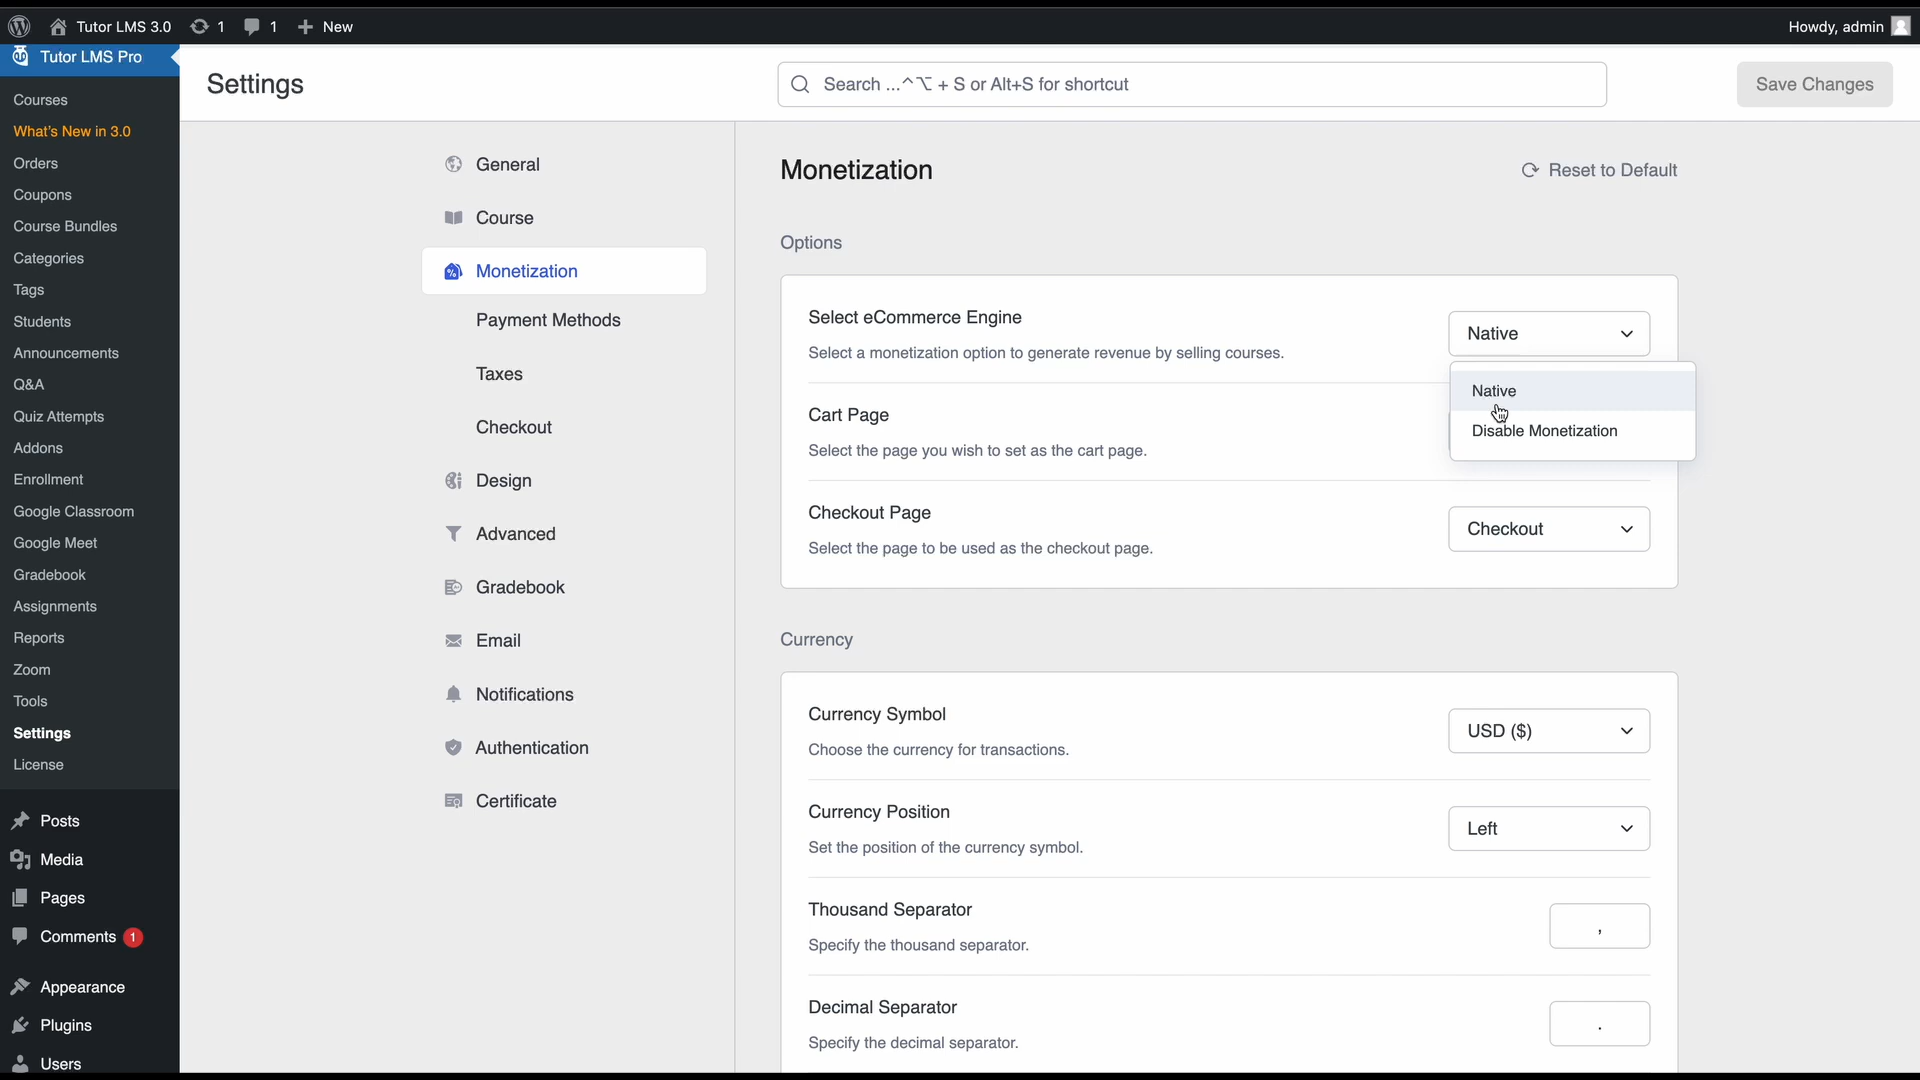 Tutor LMS 3.0 1 1 New Howdy, admin
Tutor LMS Pro
Courses
What's New in 3.0
Orders
Coupons
Course Bundles
Categories
Tags
Students
Announcements
Q&A
Quiz Attempts
Addons
Enrollment
Google Classroom
Google Meet
Gradebook
Assignments
Reports
Zoom
Tools
Settings
License
Posts
Media
Pages
Comments 1
Appearance
Plugins
Users
Settings
Search ...^⌥ + S or Alt+S for shortcut
Save Changes
General
Course
Monetization
Payment Methods
Taxes
Checkout
Design
Advanced
Gradebook
Email
Notifications
Authentication
Certificate
Monetization
Reset to Default
Options
Select eCommerce Engine
Select a monetization option to generate revenue by selling courses.
Native
Native
Disable Monetization
Cart Page
Select the page you wish to set as the cart page.
Checkout Page
Select the page to be used as the checkout page.
Checkout
Currency
Currency Symbol
Choose the currency for transactions.
USD ($)
Currency Position
Set the position of the currency symbol.
Left
Thousand Separator
Specify the thousand separator.
,
Decimal Separator
Specify the decimal separator.
.